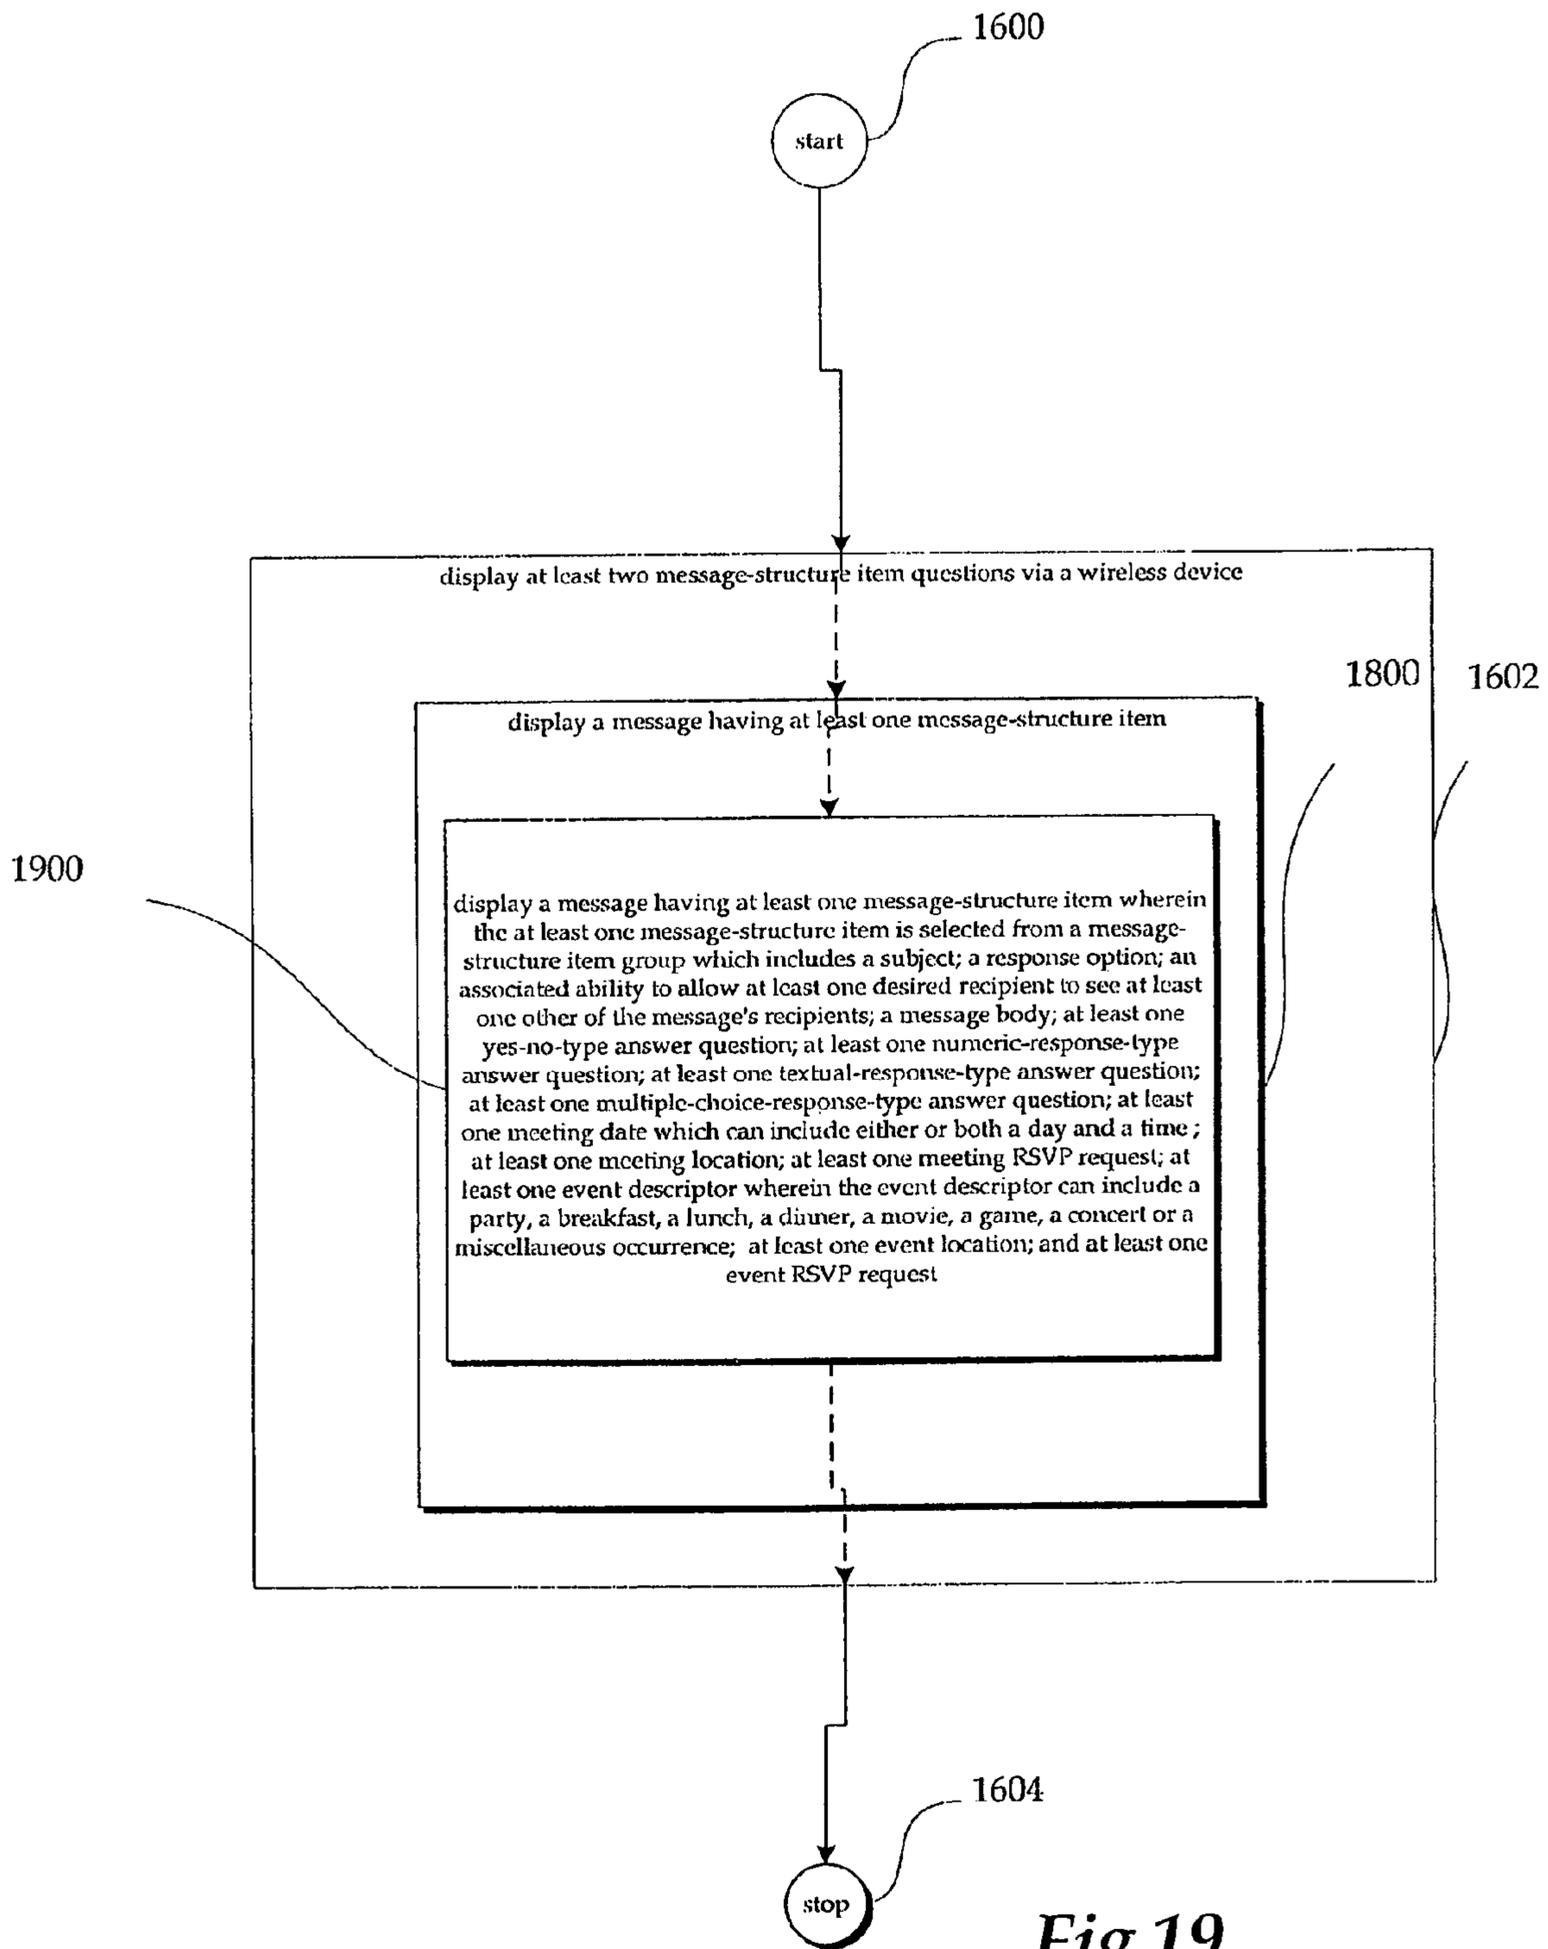 1600
start
display at least two message-structure item questions via a wireless device
1800
1602
display a message having at least one message-structure item
1900
display a message having at least one message-structure item wherein
the at least one message-structure item is selected from a message-
structure item group which includes a subject; a response option; an
associated ability to allow at least one desired recipient to see at least
one other of the message's recipients; a message body; at least one
yes-no-type answer question; at least one numeric-response-type
answer question; at least one textual-response-type answer question;
at least one multiple-choice-response-type answer question; at least
one meeting date which can include either or both a day and a time ;
at least one meeting location; at least one meeting RSVP request; at
least one event descriptor wherein the event descriptor can include a
party, a breakfast, a lunch, a dinner, a movie, a game, a concert or a
miscellaneous occurrence; at least one event location; and at least one
event RSVP request
1604
stop
Fig 19